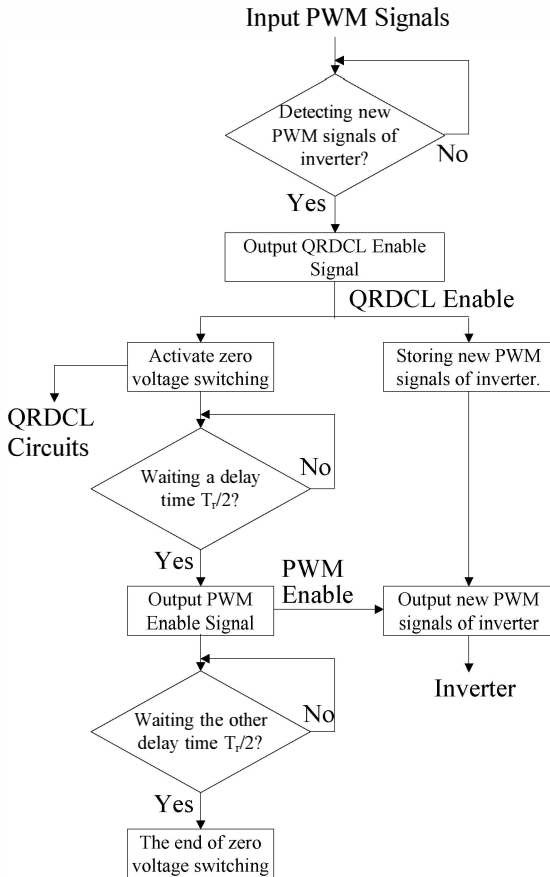 Input PWM Signals
Detecting new
PWM signals of
inverter?
No
Yes
Output QRDCL Enable
Signal
QRDCL Enable
Activate zero
voltage switching
Storing new PWM
signals of inverter.
QRDCL
Circuits
No
Waiting a delay
time Tr/2?
Yes
PWM
Enable
Output PWM
Enable Signal
Output new PWM
signals of inverter
Inverter
No
Waiting the other
delay time Tr/2?
Yes
The end of zero
voltage switching